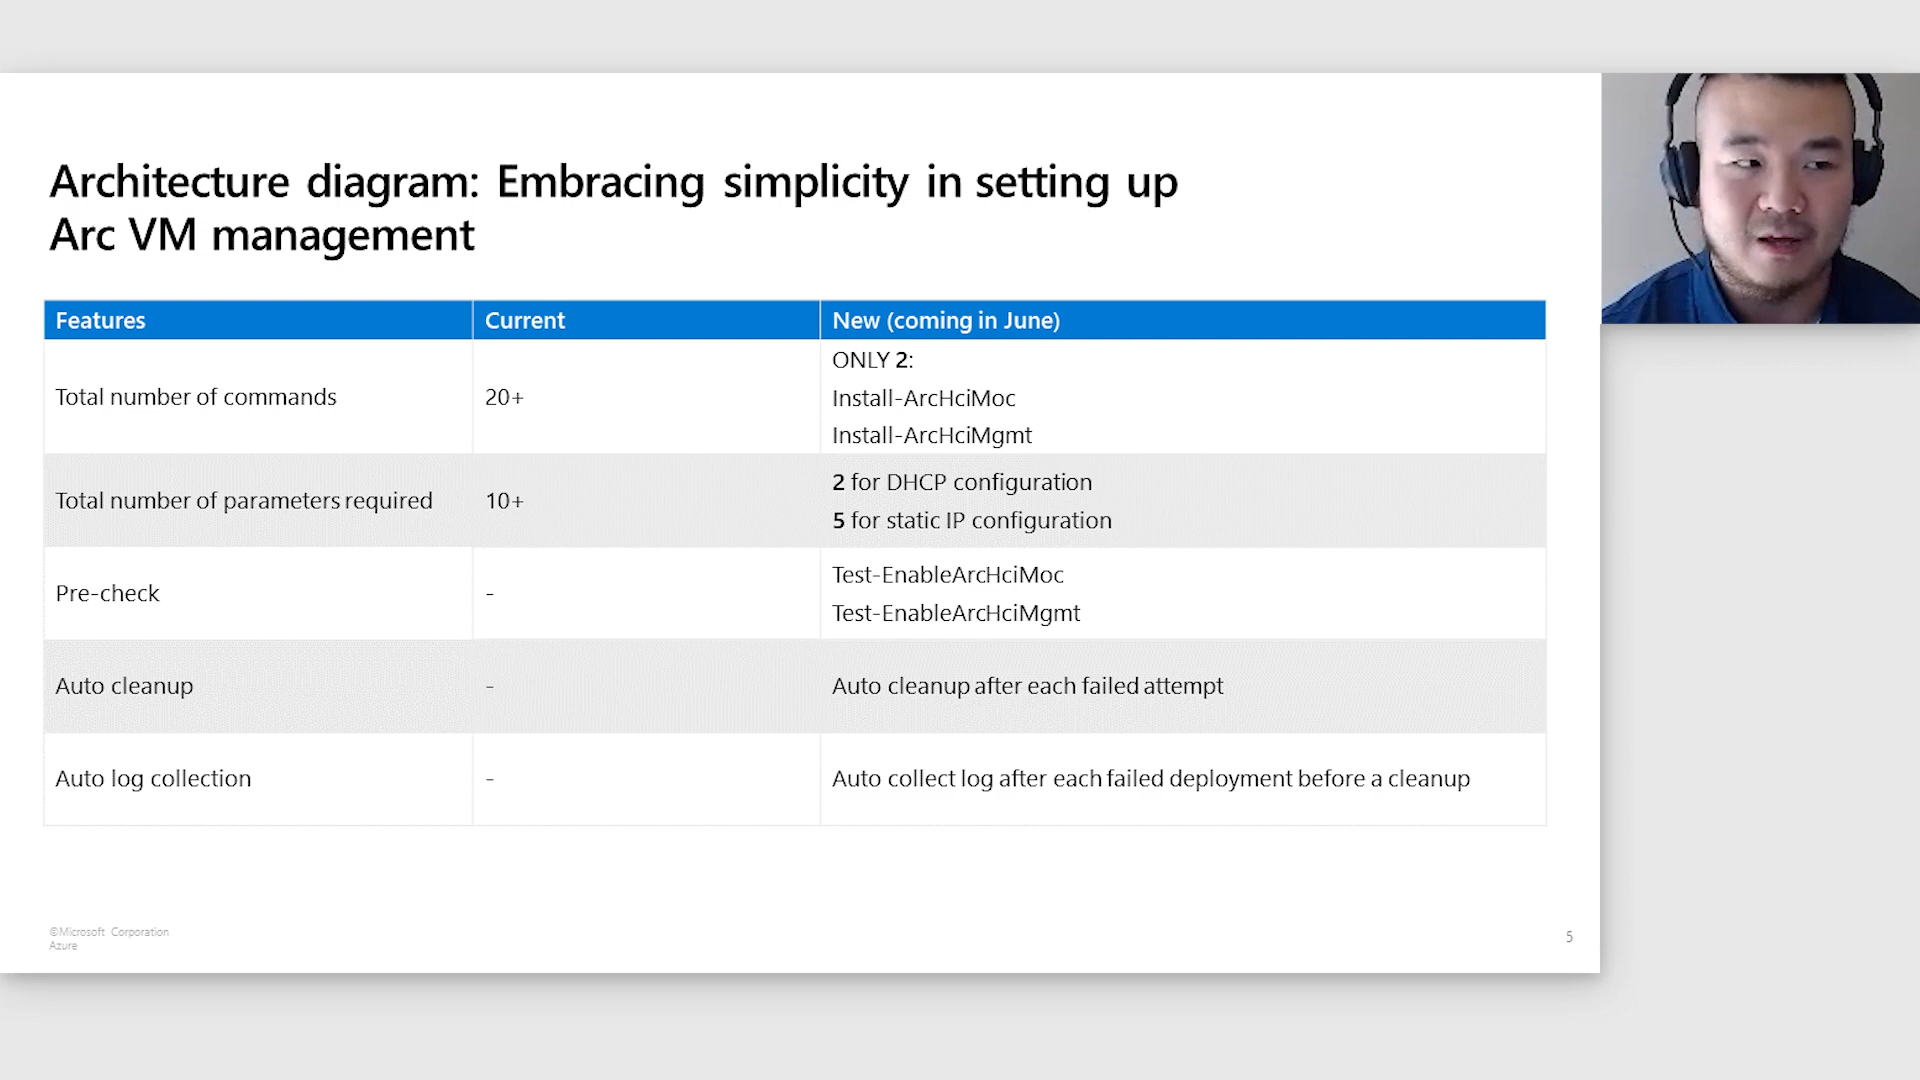 Architecture diagram: Embracing simplicity in setting up
Arc VM management
Features Current New (coming in June)
Total number of commands 20+ ONLY 2:
Install-ArcHciMoc
Install-ArcHciMgmt
Total number of parameters required 10+ 2 for DHCP configuration
5 for static IP configuration
Pre-check - Test-EnableArcHciMoc
Test-EnableArcHciMgmt
Auto cleanup - Auto cleanup after each failed attempt
Auto log collection - Auto collect log after each failed deployment before a cleanup
©Microsoft Corporation
Azure
5